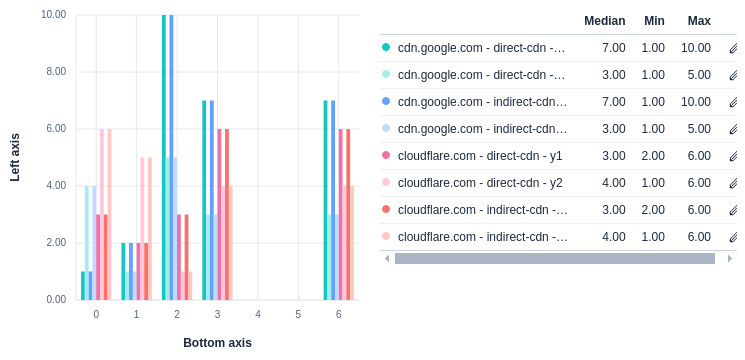 10.00
8.00
6.00
4.00
2.00
0.00
Left axis
0 1 2 3 4 5 6
Bottom axis
Median Min Max
cdn.google.com - direct-cdn -… 7.00 1.00 10.00
cdn.google.com - direct-cdn -… 3.00 1.00 5.00
cdn.google.com - indirect-cdn… 7.00 1.00 10.00
cdn.google.com - indirect-cdn… 3.00 1.00 5.00
cloudflare.com - direct-cdn - y1 3.00 2.00 6.00
cloudflare.com - direct-cdn - y2 4.00 1.00 6.00
cloudflare.com - indirect-cdn -… 3.00 2.00 6.00
cloudflare.com - indirect-cdn -… 4.00 1.00 6.00